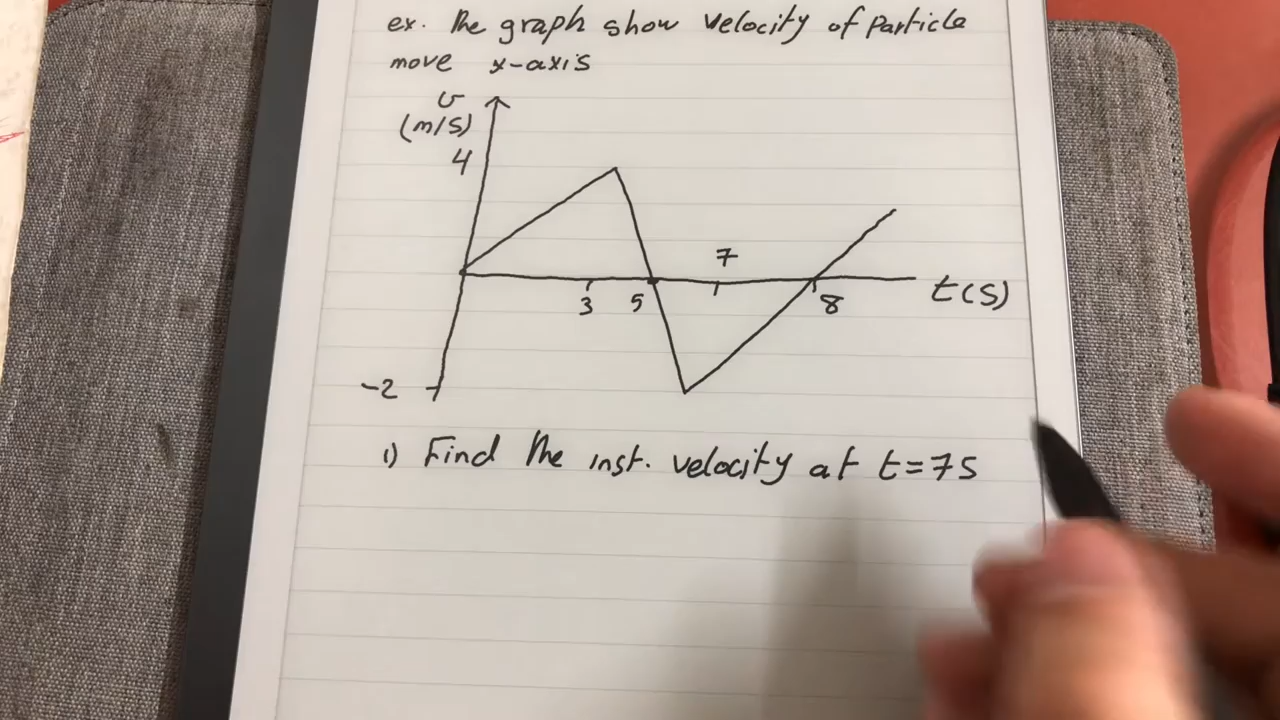 ex. The graph show velocity of particle
move x-axis
v
(m/s)
4
7
3 5 8 t(s)
-2
1) Find the inst. velocity at t=7s